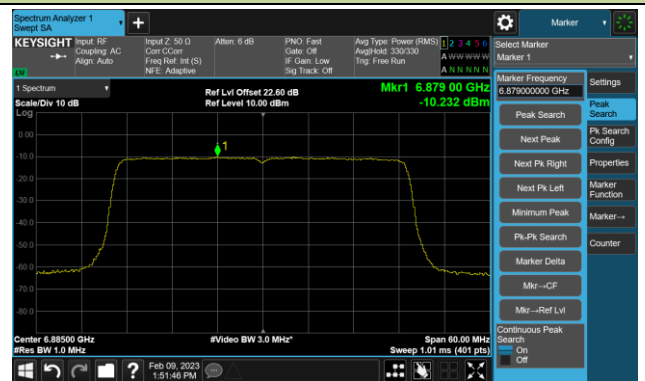 Spectrum Analyzer 1
Swept SA
Marker
KEYSIGHT
Input: RF
Coupling: AC
Align: Auto
Input Z: 50 Ω
Corr CCorr
Freq Ref: Int (S)
NFE: Adaptive
Atten: 6 dB
PNO: Fast
Gate: Off
IF Gain: Low
Sig Track: Off
Avg Type: Power (RMS)
Avg|Hold: 330/330
Trig: Free Run
1 2 3 4 5 6
A W W W W W
A N N N N N
Select Marker
Marker 1
LXI
1 Spectrum
Scale/Div 10 dB
Log
Ref Lvl Offset 22.60 dB
Ref Level 10.00 dBm
Mkr1 6.879 00 GHz
-10.232 dBm
1
0.00
-10.0
-20.0
-30.0
-40.0
-50.0
-60.0
-70.0
-80.0
Center 6.88500 GHz
#Res BW 1.0 MHz
#Video BW 3.0 MHz*
Span 60.00 MHz
Sweep 1.01 ms (401 pts)
Marker Frequency
6.879000000 GHz
Peak Search
Next Peak
Next Pk Right
Next Pk Left
Minimum Peak
Pk-Pk Search
Marker Delta
Mkr→CF
Mkr→Ref Lvl
Continuous Peak
Search
On
Off
Settings
Peak
Search
Pk Search
Config
Properties
Marker
Function
Marker→
Counter
?
Feb 09, 2023
1:51:46 PM